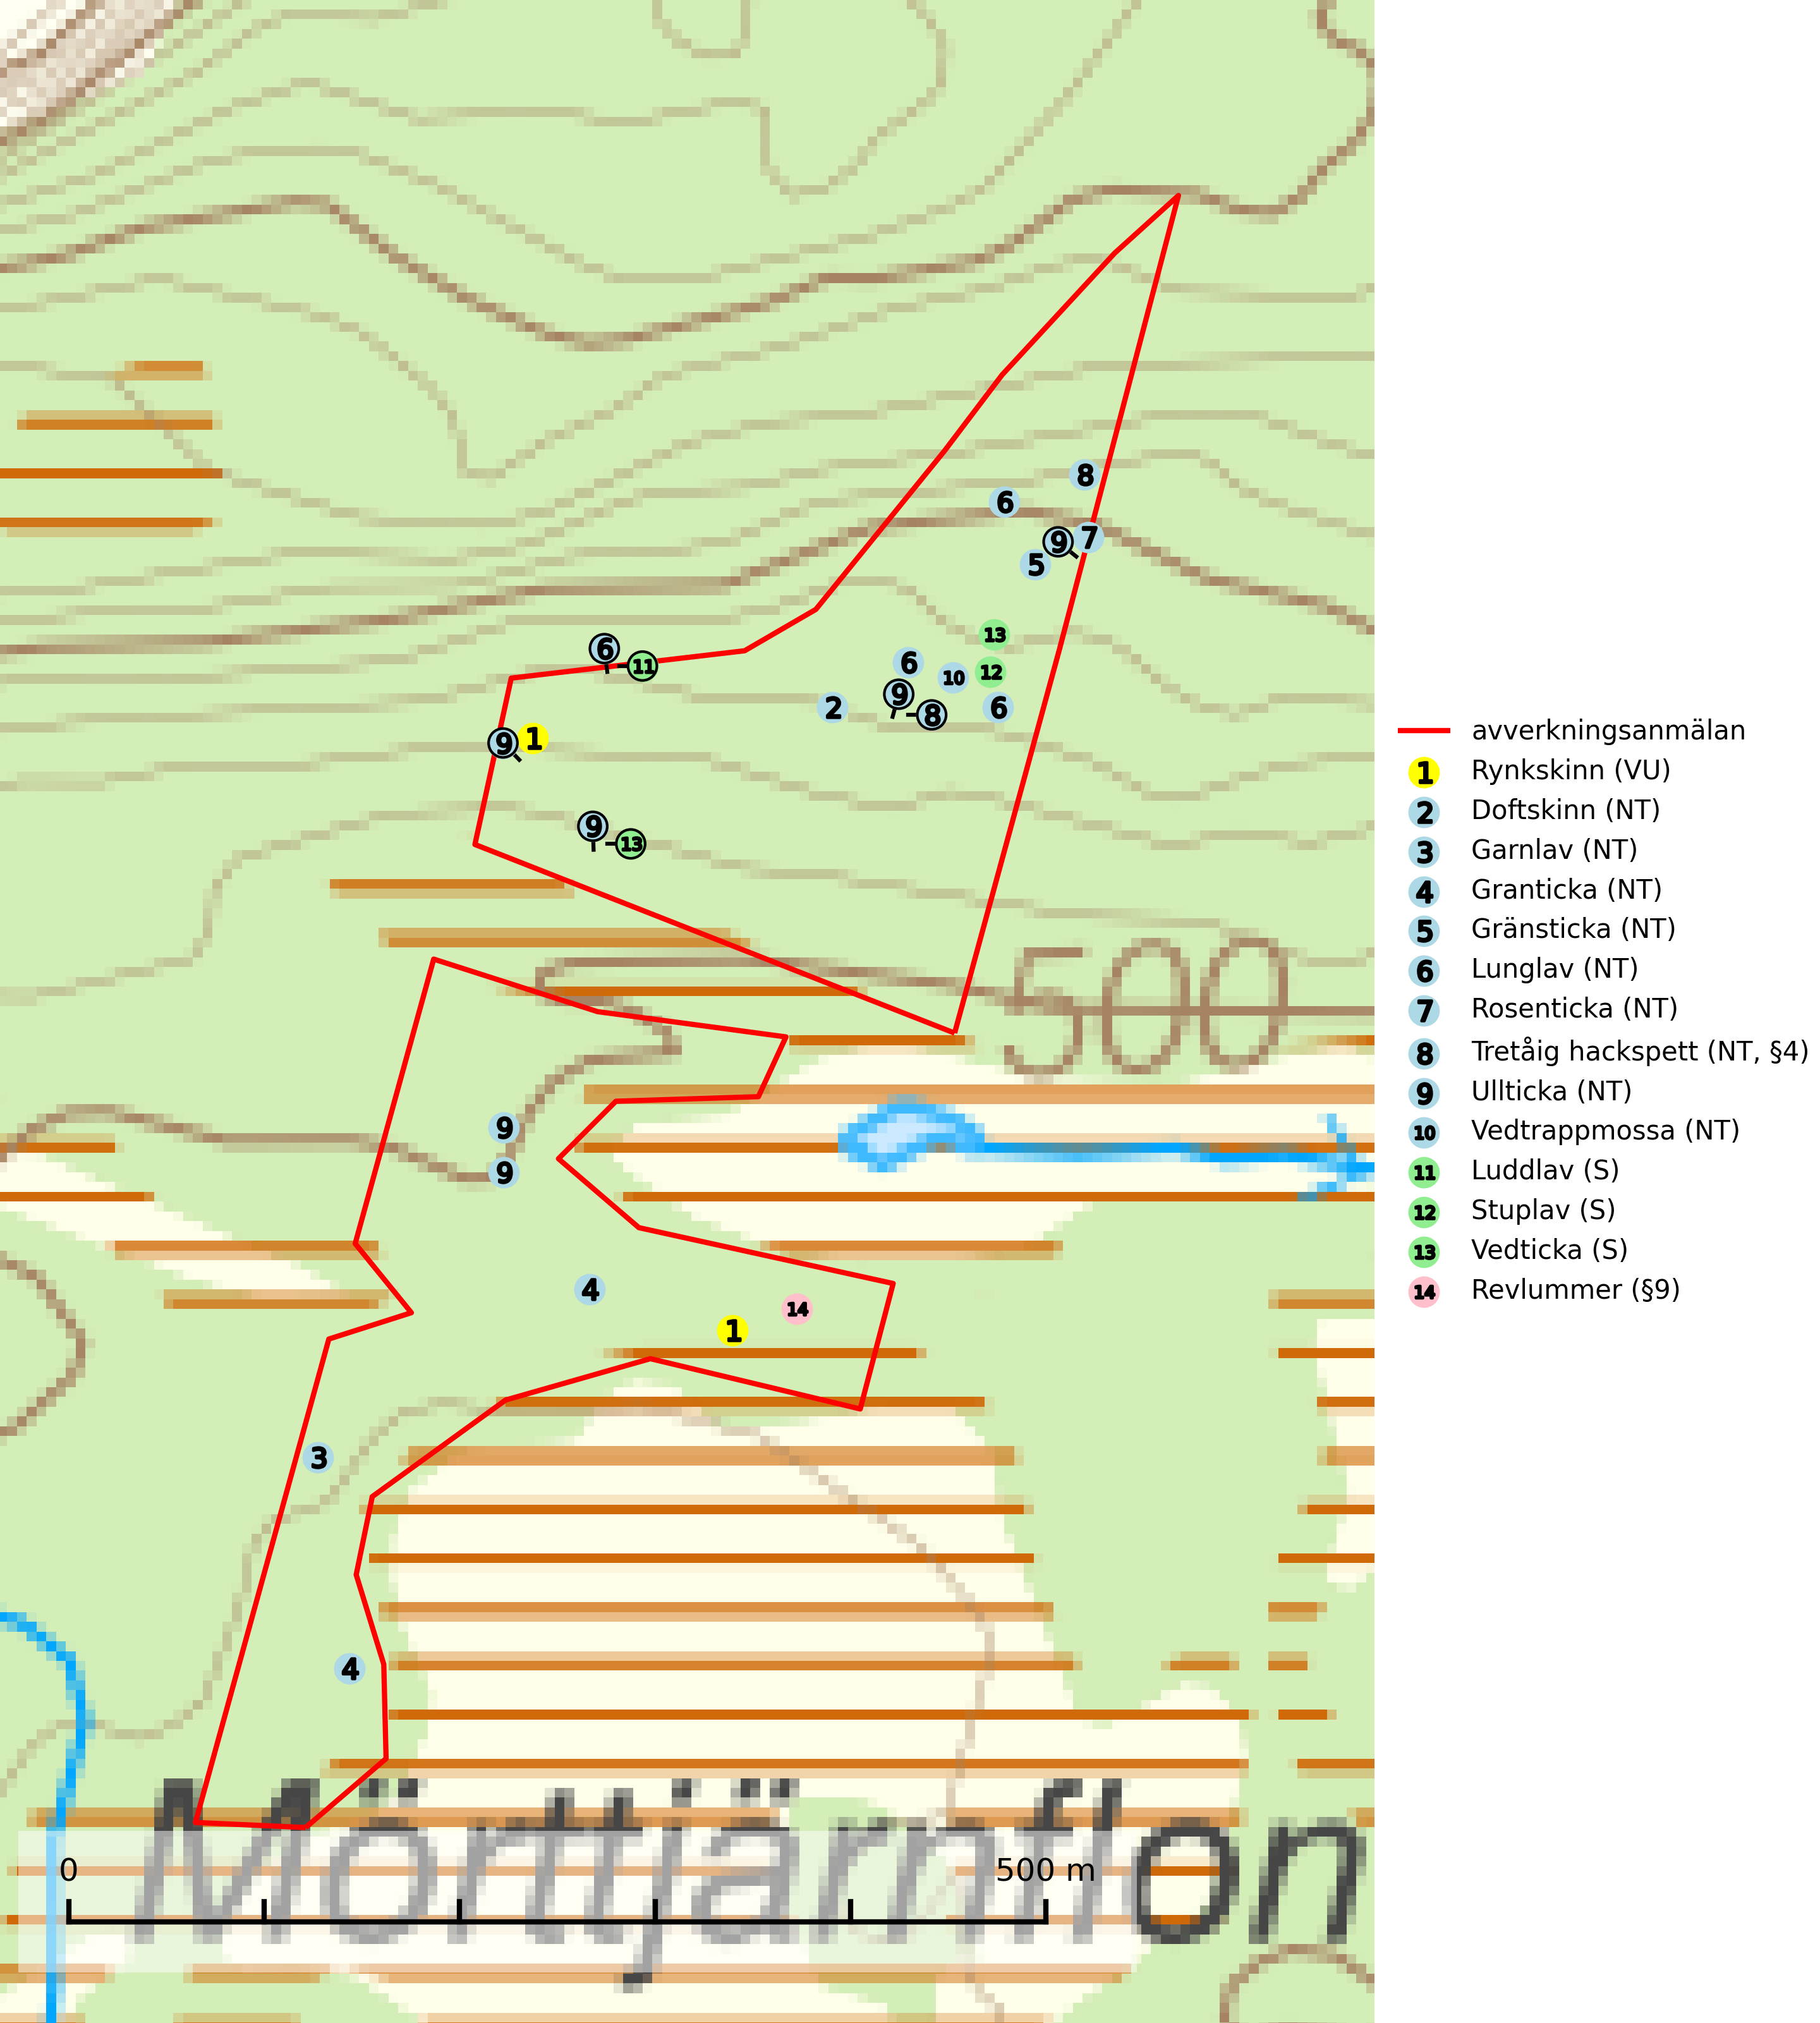 8
6
9 7
5
13
6 11
6 10 12
9 8
2 6
9 1
9 13
500
9
9
4
14
1
3
4
Mörttjärnflon
0 500 m
avverkningsanmälan
1 Rynkskinn (VU)
2 Doftskinn (NT)
3 Garnlav (NT)
4 Granticka (NT)
5 Gränsticka (NT)
6 Lunglav (NT)
7 Rosenticka (NT)
8 Tretåig hackspett (NT, §4)
9 Ullticka (NT)
10 Vedtrappmossa (NT)
11 Luddlav (S)
12 Stuplav (S)
13 Vedticka (S)
14 Revlummer (§9)